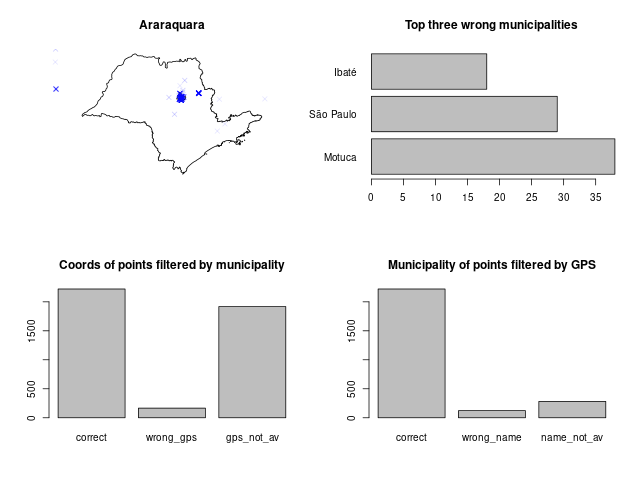 Araraquara
Top three wrong municipalities
Ibaté
São Paulo
Motuca
0 5 10 15 20 25 30 35
Coords of points filtered by municipality
0 500 1500
correct wrong_gps gps_not_av
Municipality of points filtered by GPS
0 500 1500
correct wrong_name name_not_av